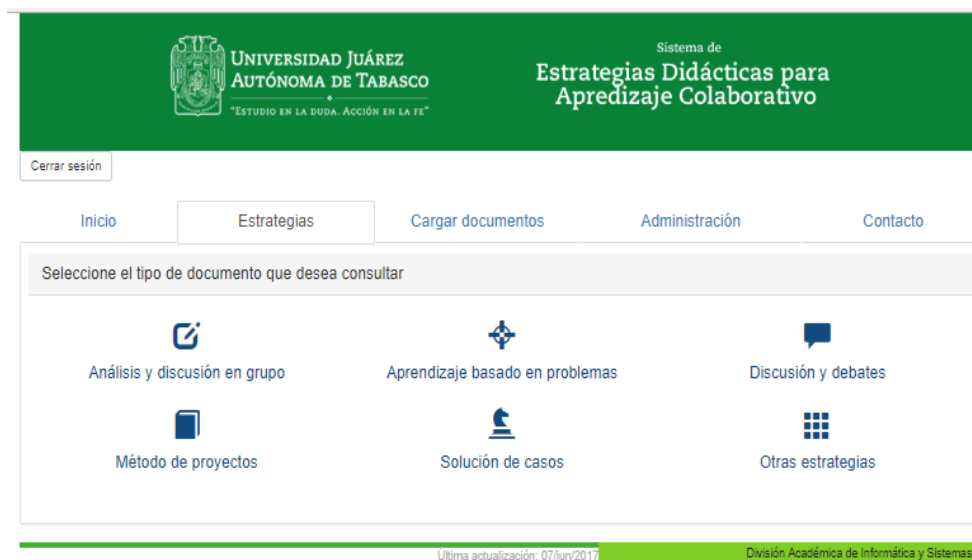 UNIVERSIDAD JUÁREZ
AUTÓNOMA DE TABASCO
"ESTUDIO EN LA DUDA. ACCIÓN EN LA FE"
Sistema de
Estrategias Didácticas para
Apredizaje Colaborativo
Cerrar sesión
Inicio Estrategias Cargar documentos Administración Contacto
Seleccione el tipo de documento que desea consultar
Análisis y discusión en grupo Aprendizaje basado en problemas Discusión y debates
Método de proyectos Solución de casos Otras estrategias
Última actualización: 07/jun/2017 División Académica de Informática y Sistemas